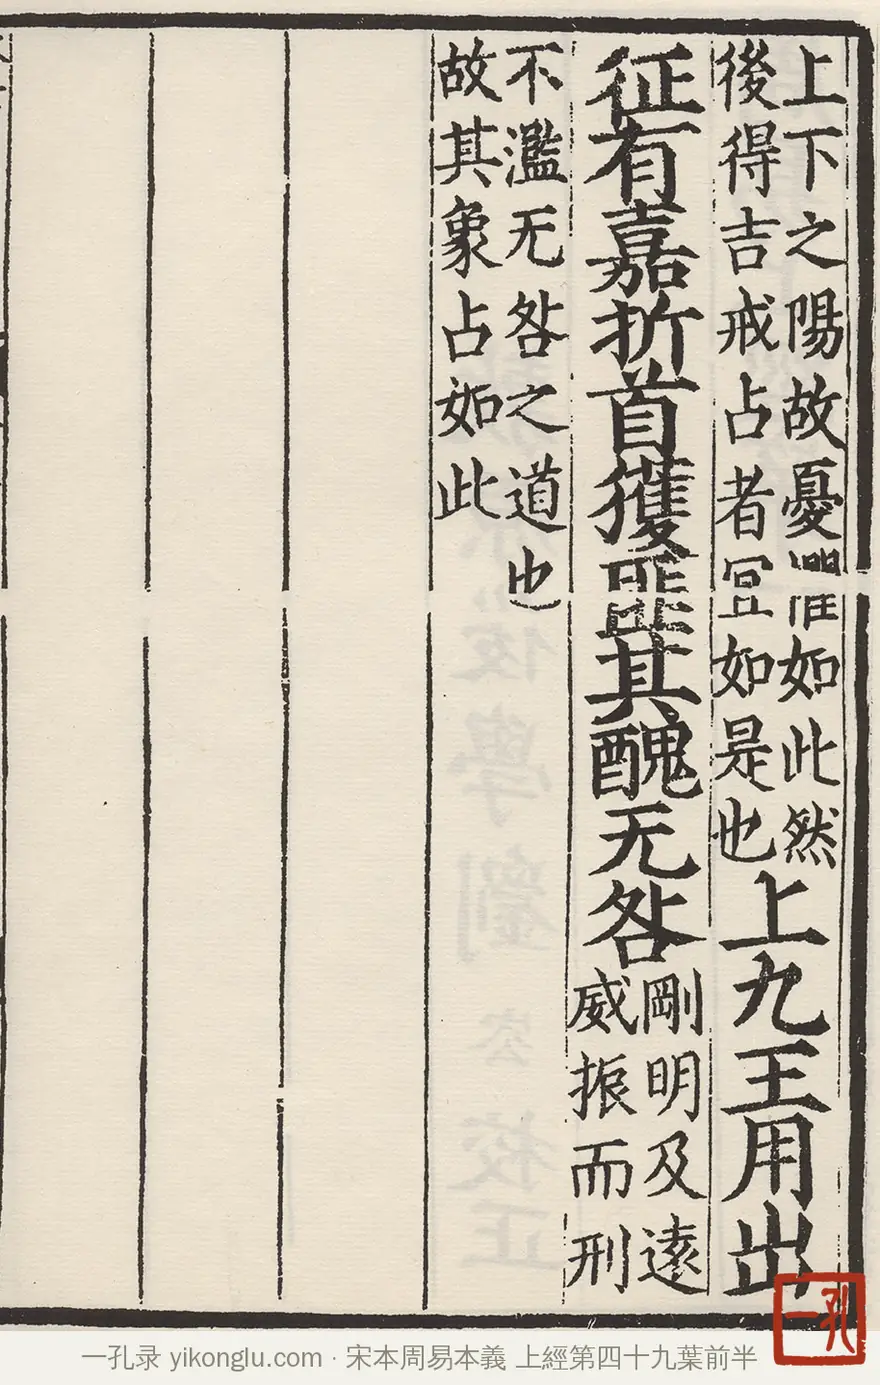 上下之陽故憂懼如此然
後得吉戒占者冝如是也
上九王用出
征有嘉折首獲匪其醜无咎
剛明及遠
威振而刑
不濫无咎之道也
故其象占如此
一孔
一孔录 yikonglu.com · 宋本周易本義 上經第四十九葉前半